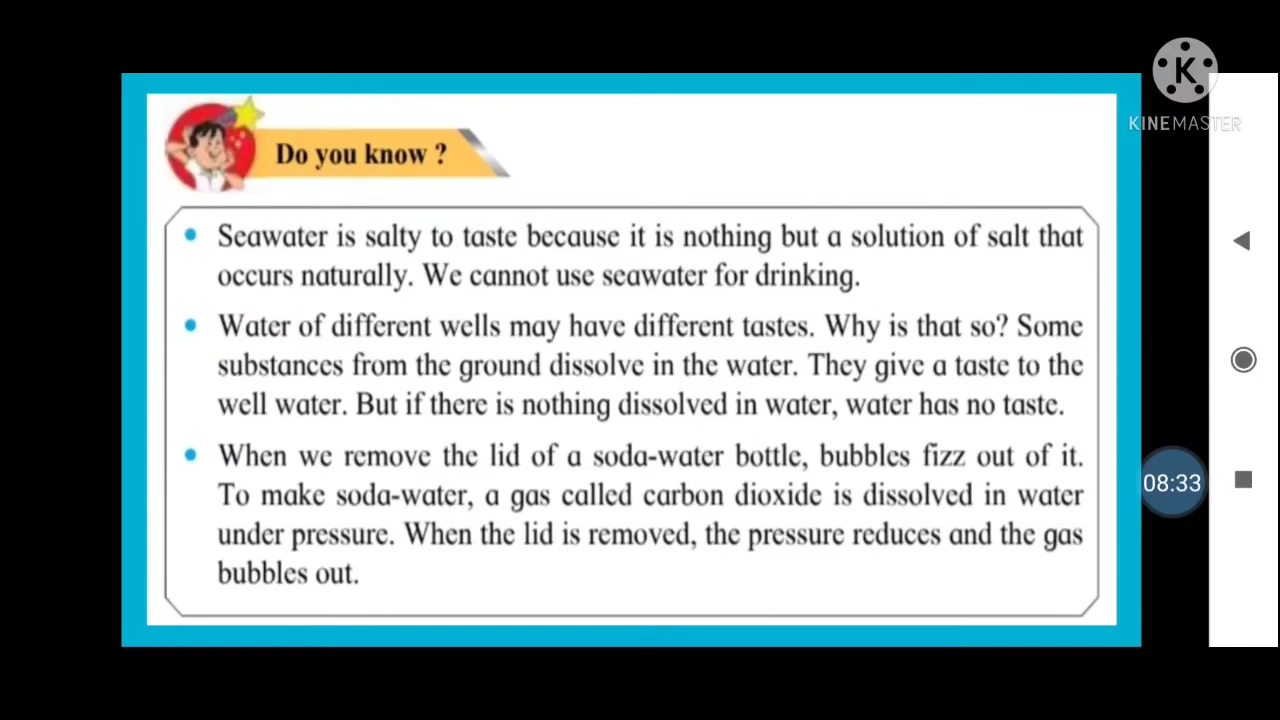 K
KINEMASTER
Do you know ?
• Seawater is salty to taste because it is nothing but a solution of salt that
occurs naturally. We cannot use seawater for drinking.
• Water of different wells may have different tastes. Why is that so? Some
substances from the ground dissolve in the water. They give a taste to the
well water. But if there is nothing dissolved in water, water has no taste.
• When we remove the lid of a soda-water bottle, bubbles fizz out of it.
To make soda-water, a gas called carbon dioxide is dissolved in water
under pressure. When the lid is removed, the pressure reduces and the gas
bubbles out.
08:33